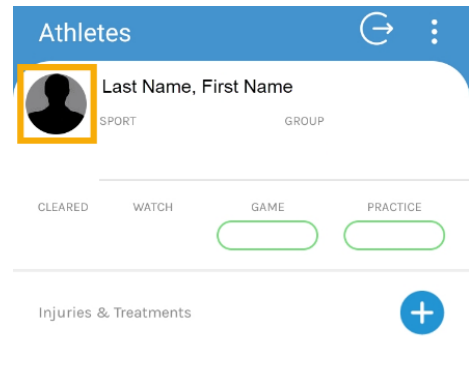 Athletes
Last Name, First Name
SPORT GROUP
CLEARED WATCH GAME PRACTICE
Injuries & Treatments